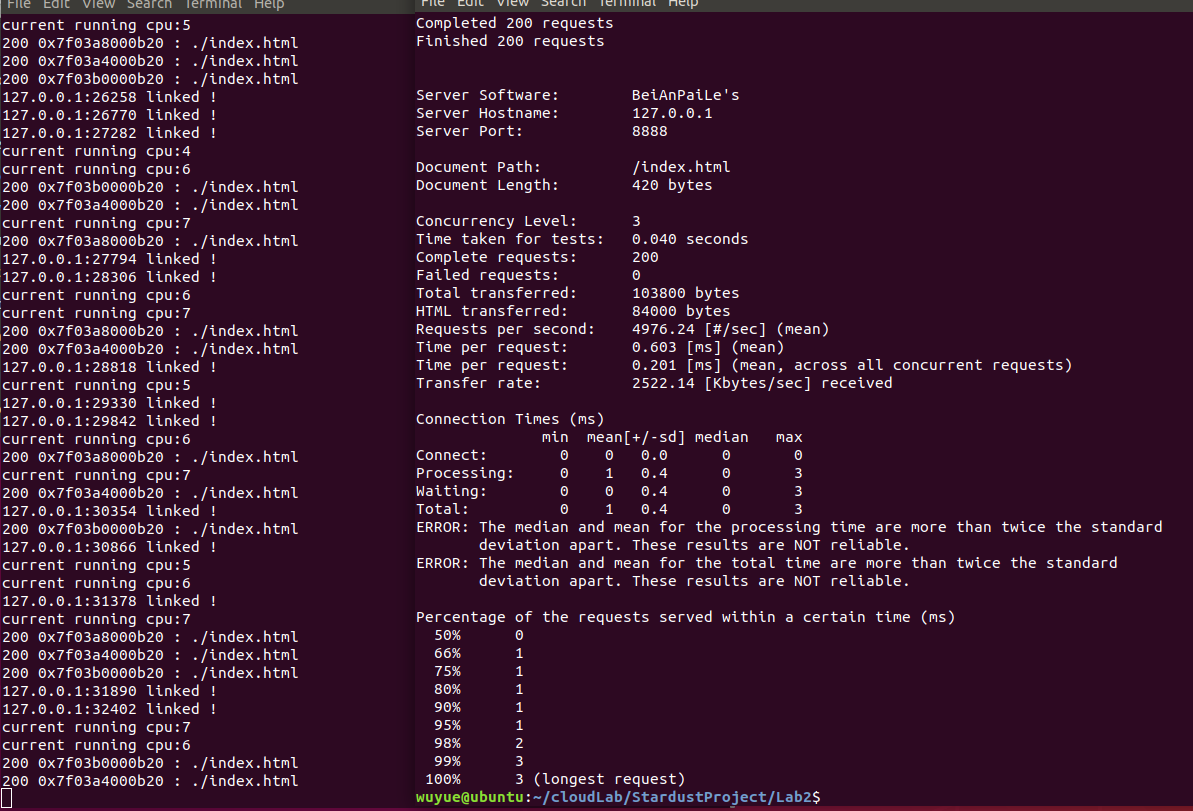 File Edit View Search Terminal Help
current running cpu:5
200 0x7f03a8000b20 : ./index.html
200 0x7f03a4000b20 : ./index.html
200 0x7f03b0000b20 : ./index.html
127.0.0.1:26258 linked !
127.0.0.1:26770 linked !
127.0.0.1:27282 linked !
current running cpu:4
current running cpu:6
200 0x7f03b0000b20 : ./index.html
200 0x7f03a4000b20 : ./index.html
current running cpu:7
200 0x7f03a8000b20 : ./index.html
127.0.0.1:27794 linked !
127.0.0.1:28306 linked !
current running cpu:6
current running cpu:7
200 0x7f03a8000b20 : ./index.html
200 0x7f03a4000b20 : ./index.html
127.0.0.1:28818 linked !
current running cpu:5
127.0.0.1:29330 linked !
127.0.0.1:29842 linked !
current running cpu:6
200 0x7f03a8000b20 : ./index.html
current running cpu:7
200 0x7f03a4000b20 : ./index.html
127.0.0.1:30354 linked !
200 0x7f03b0000b20 : ./index.html
127.0.0.1:30866 linked !
current running cpu:5
current running cpu:6
127.0.0.1:31378 linked !
current running cpu:7
200 0x7f03a8000b20 : ./index.html
200 0x7f03a4000b20 : ./index.html
200 0x7f03b0000b20 : ./index.html
127.0.0.1:31890 linked !
127.0.0.1:32402 linked !
current running cpu:7
current running cpu:6
200 0x7f03b0000b20 : ./index.html
200 0x7f03a4000b20 : ./index.html
File Edit View Search Terminal Help
Completed 200 requests
Finished 200 requests
Server Software: BeiAnPaiLe's
Server Hostname: 127.0.0.1
Server Port: 8888
Document Path: /index.html
Document Length: 420 bytes
Concurrency Level: 3
Time taken for tests: 0.040 seconds
Complete requests: 200
Failed requests: 0
Total transferred: 103800 bytes
HTML transferred: 84000 bytes
Requests per second: 4976.24 [#/sec] (mean)
Time per request: 0.603 [ms] (mean)
Time per request: 0.201 [ms] (mean, across all concurrent requests)
Transfer rate: 2522.14 [Kbytes/sec] received
Connection Times (ms)
min mean[+/-sd] median max
Connect: 0 0 0.0 0 0
Processing: 0 1 0.4 0 3
Waiting: 0 0 0.4 0 3
Total: 0 1 0.4 0 3
ERROR: The median and mean for the processing time are more than twice the standard
deviation apart. These results are NOT reliable.
ERROR: The median and mean for the total time are more than twice the standard
deviation apart. These results are NOT reliable.
Percentage of the requests served within a certain time (ms)
50% 0
66% 1
75% 1
80% 1
90% 1
95% 1
98% 2
99% 3
100% 3 (longest request)
wuyue@ubuntu:~/cloudLab/StardustProject/Lab2$